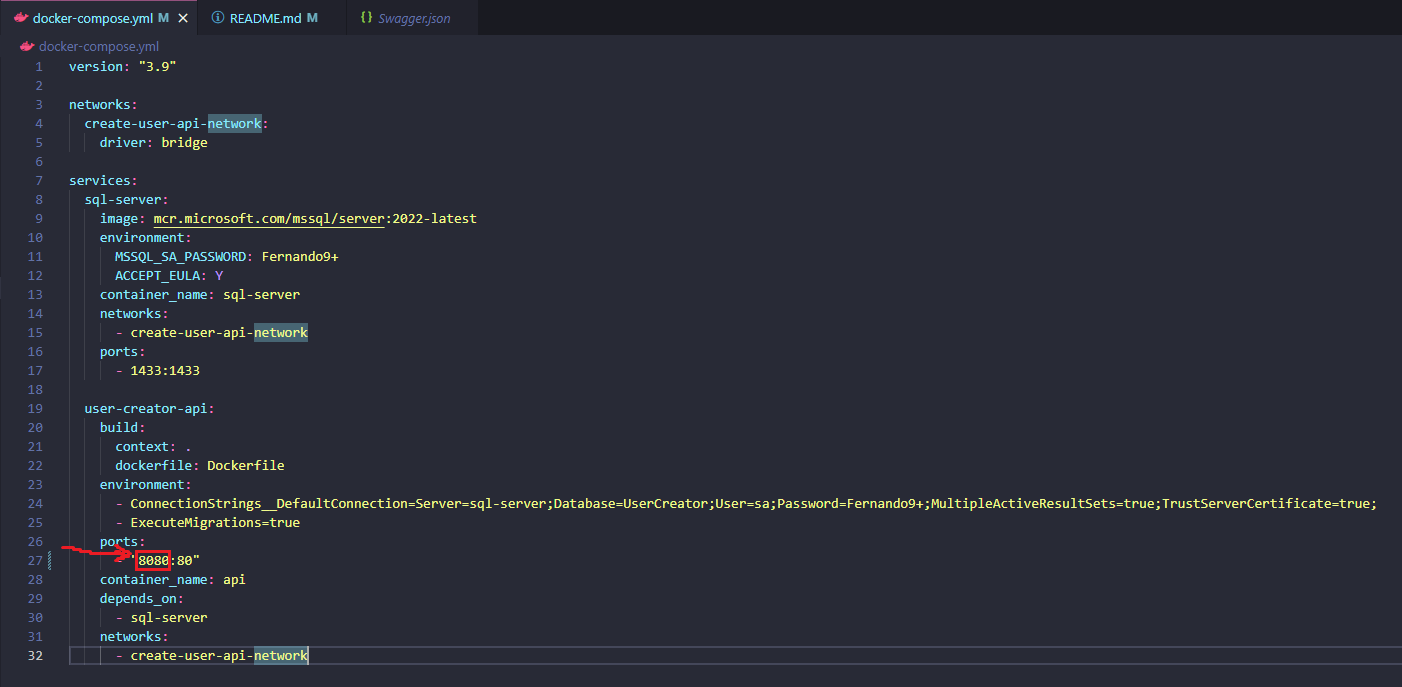 docker-compose.yml M × README.md M {} Swagger.json
docker-compose.yml
1 version: "3.9"
2
3 networks:
4 create-user-api-network:
5 driver: bridge
6
7 services:
8 sql-server:
9 image: mcr.microsoft.com/mssql/server:2022-latest
10 environment:
11 MSSQL_SA_PASSWORD: Fernando9+
12 ACCEPT_EULA: Y
13 container_name: sql-server
14 networks:
15 - create-user-api-network
16 ports:
17 - 1433:1433
18
19 user-creator-api:
20 build:
21 context: .
22 dockerfile: Dockerfile
23 environment:
24 - ConnectionStrings__DefaultConnection=Server=sql-server;Database=UserCreator;User=sa;Password=Fernando9+;MultipleActiveResultSets=true;TrustServerCertificate=true;
25 - ExecuteMigrations=true
26 ports:
27 - "8080:80"
28 container_name: api
29 depends_on:
30 - sql-server
31 networks:
32 - create-user-api-network